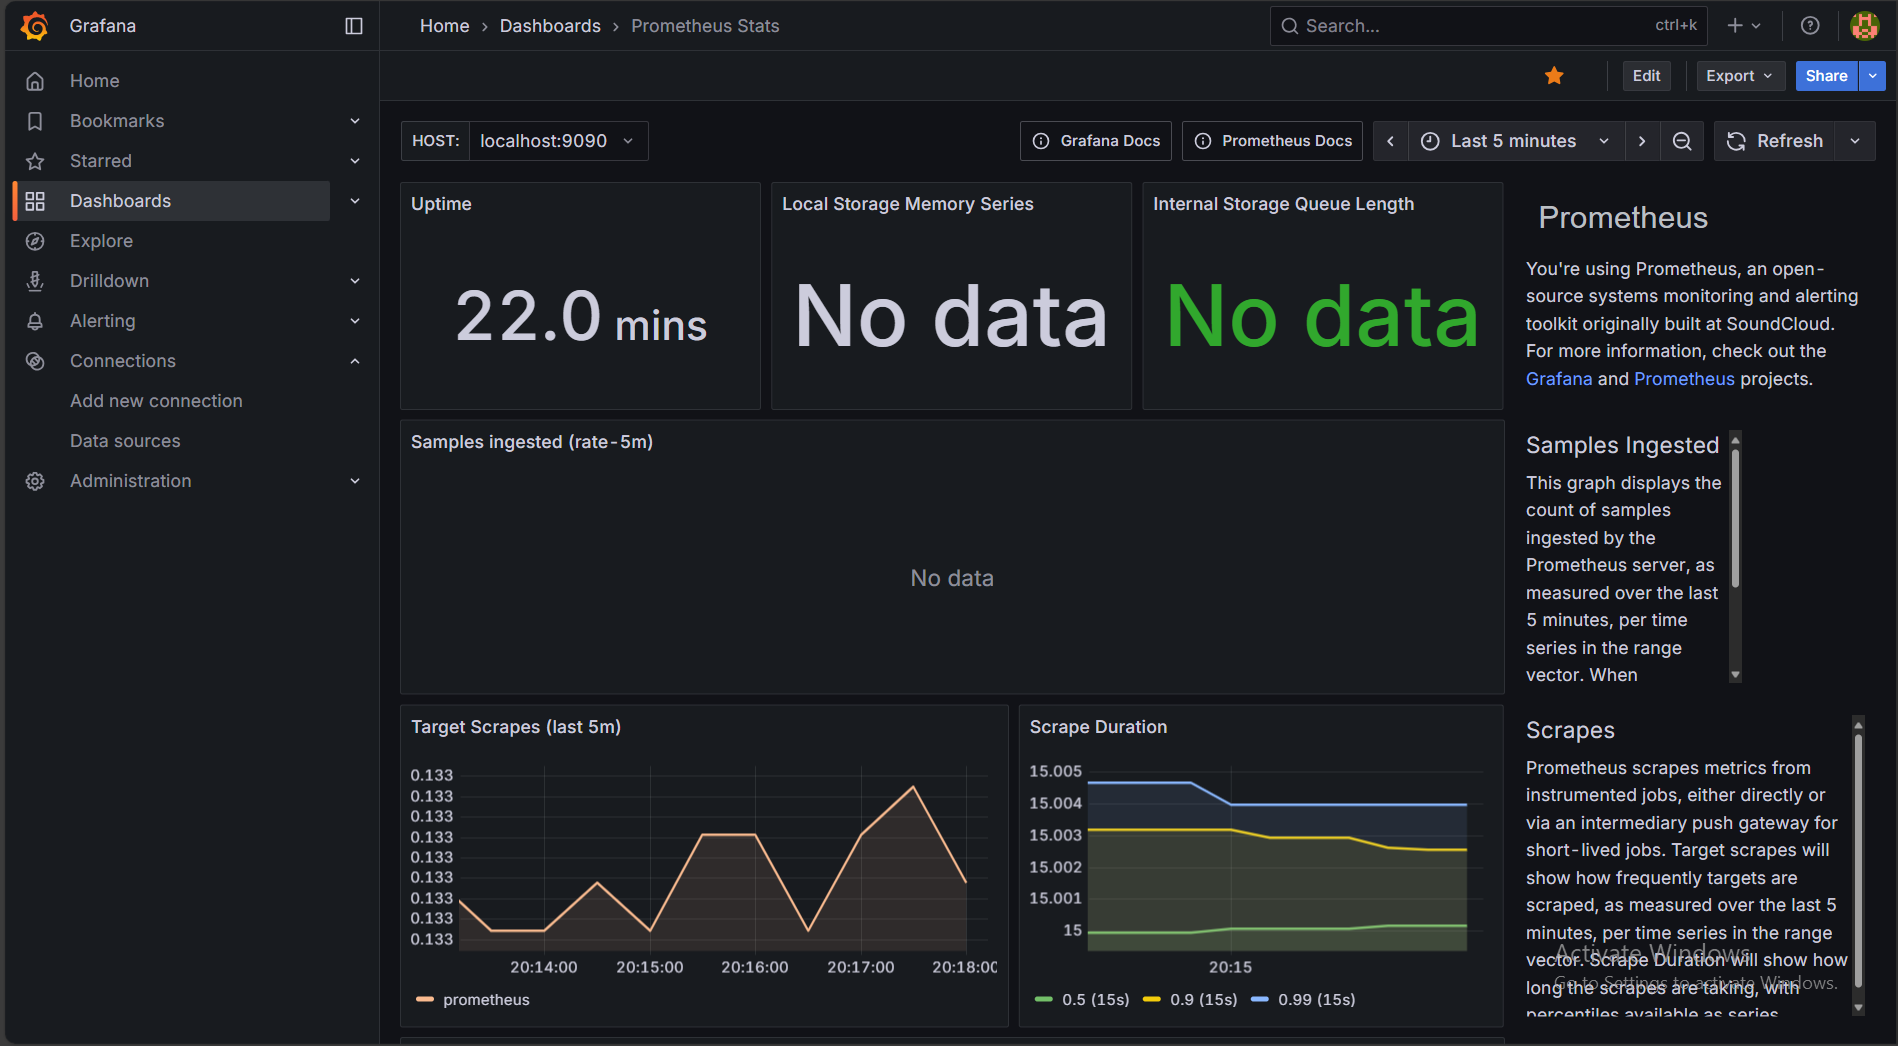 Grafana
Home › Dashboards › Prometheus Stats
Search...
ctrl+k
Home
Bookmarks
Starred
Dashboards
Explore
Drilldown
Alerting
Connections
Add new connection
Data sources
Administration
Edit
Export
Share
HOST:
localhost:9090
Grafana Docs
Prometheus Docs
Last 5 minutes
Refresh
Uptime
22.0 mins
Local Storage Memory Series
No data
Internal Storage Queue Length
No data
Prometheus
You're using Prometheus, an open-
source systems monitoring and alerting
toolkit originally built at SoundCloud.
For more information, check out the
Grafana and Prometheus projects.
Samples ingested (rate-5m)
No data
Samples Ingested
This graph displays the
count of samples
ingested by the
Prometheus server, as
measured over the last
5 minutes, per time
series in the range
vector. When
Target Scrapes (last 5m)
0.133
0.133
0.133
0.133
0.133
0.133
0.133
0.133
0.133
20:14:00
20:15:00
20:16:00
20:17:00
20:18:00
prometheus
Scrape Duration
15.005
15.004
15.003
15.002
15.001
15
20:15
0.5 (15s)
0.9 (15s)
0.99 (15s)
Scrapes
Prometheus scrapes metrics from
instrumented jobs, either directly or
via an intermediary push gateway for
short-lived jobs. Target scrapes will
show how frequently targets are
scraped, as measured over the last 5
minutes, per time series in the range
vector. Scrape Duration will show how
long the scrapes are taking, with
percentiles available as series.
Activate Windows
Go to Settings to activate Windows.